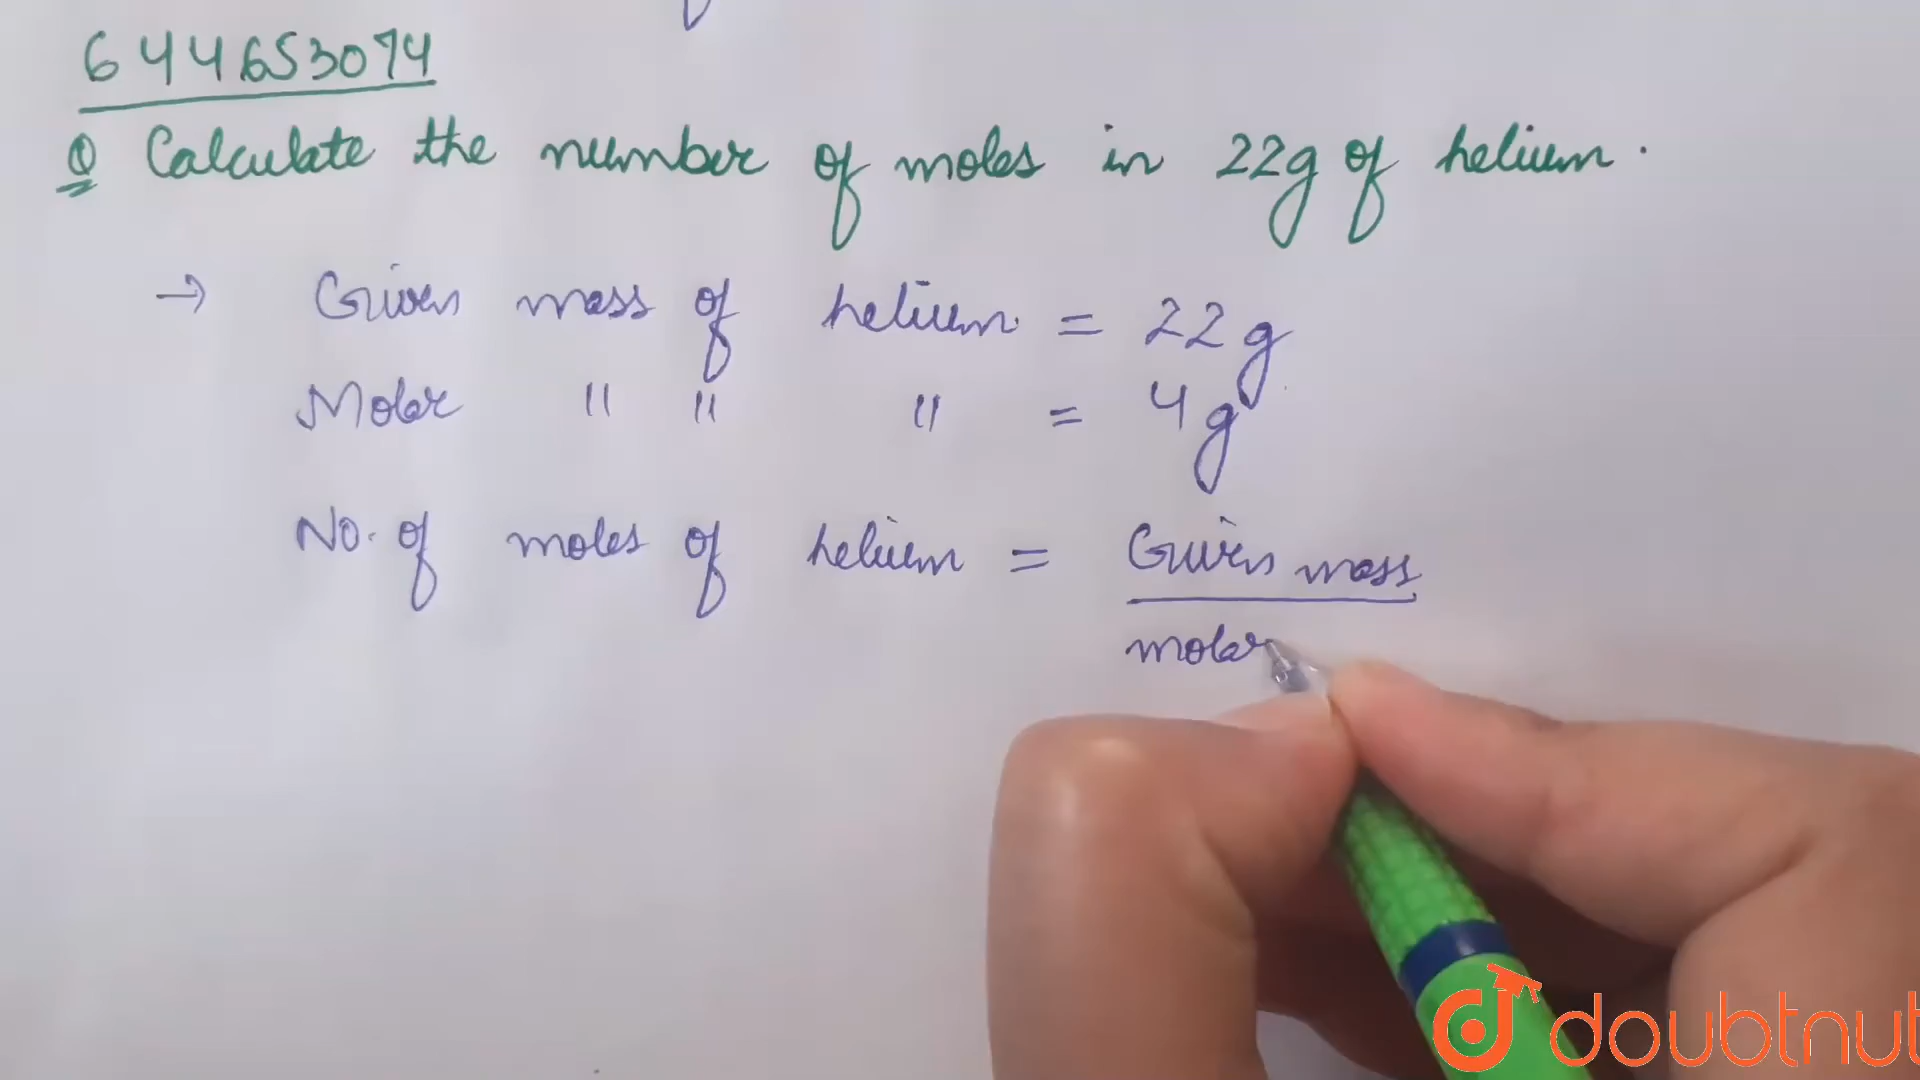 644653074
Q Calculate the number of moles in 22g of helium.
→ Given mass of helium = 22g
Molar " " " = 4g
No. of moles of helium = Given mass
molar
doubtnut